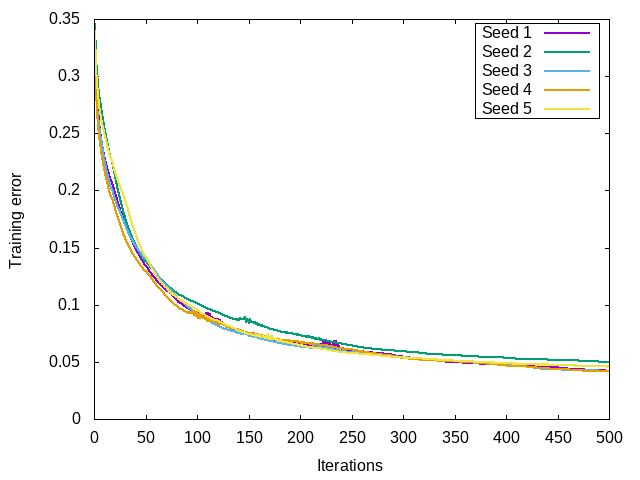 0.35
0.3
0.25
0.2
0.15
0.1
0.05
0
Training error
0 50 100 150 200 250 300 350 400 450 500
Iterations
Seed 1
Seed 2
Seed 3
Seed 4
Seed 5